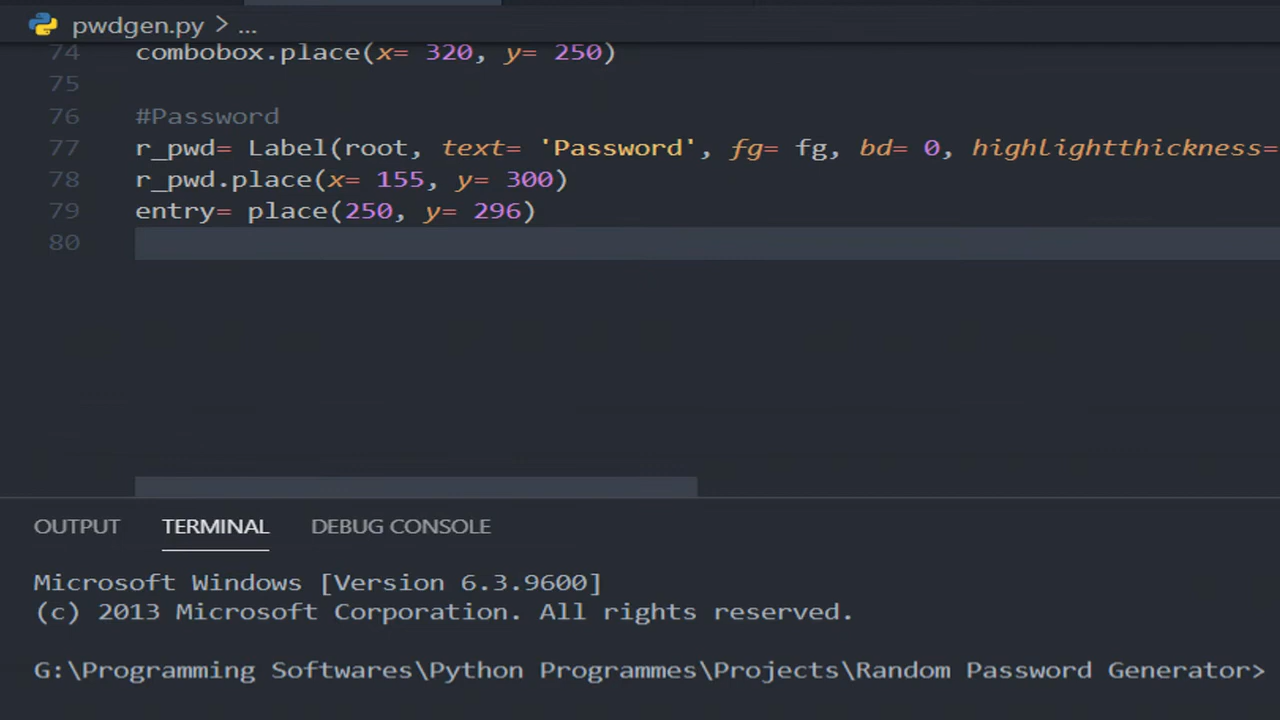 pwdgen.py > ...
74 combobox.place(x= 320, y= 250)
75
76 #Password
77 r_pwd= Label(root, text= 'Password', fg= fg, bd= 0, highlightthickness=
78 r_pwd.place(x= 155, y= 300)
79 entry= place(250, y= 296)
80
OUTPUT TERMINAL DEBUG CONSOLE
Microsoft Windows [Version 6.3.9600]
(c) 2013 Microsoft Corporation. All rights reserved.
G:\Programming Softwares\Python Programmes\Projects\Random Password Generator>